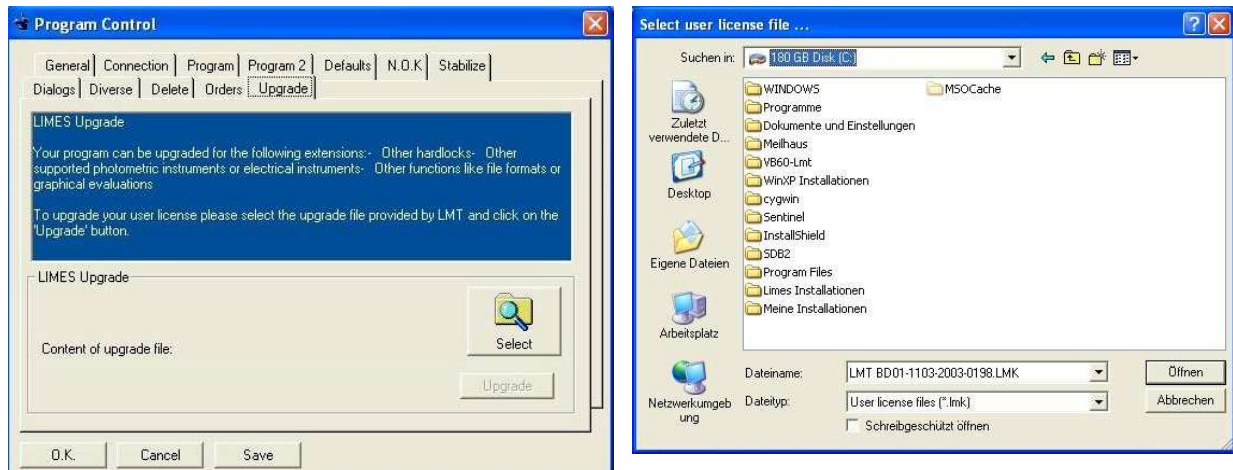 Program Control
General Connection Program Program 2 Defaults N.O.K Stabilize
Dialogs Diverse Delete Orders Upgrade
LIMES Upgrade
Your program can be upgraded for the following extensions:- Other hardlocks- Other
supported photometric instruments or electrical instruments- Other functions like file formats or
graphical evaluations
To upgrade your user license please select the upgrade file provided by LMT and click on the
'Upgrade' button.
LIMES Upgrade
Content of upgrade file:
Select
Upgrade
O.K. Cancel Save
Select user license file ...
Suchen in: 180 GB Disk (C:)
Zuletzt
verwendete D...
Desktop
Eigene Dateien
Arbeitsplatz
Netzwerkumgeb
ung
WINDOWS
Programme
Dokumente und Einstellungen
Meilhaus
VB60-Lmt
WinXP Installationen
cygwin
Sentinel
InstallShield
SDB2
Program Files
Limes Installationen
Meine Installationen
MSOCache
Dateiname: LMT BD01-1103-2003-0198.LMK Öffnen
Dateityp: User license files (*.lmk) Abbrechen
Schreibgeschützt öffnen